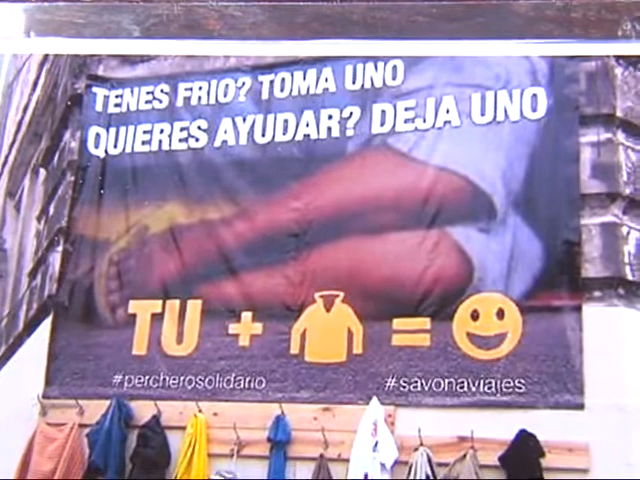 TENES FRIO? TOMA UNO
QUIERES AYUDAR? DEJA UNO
TU + =
#percherosolidario
#savonaviajes